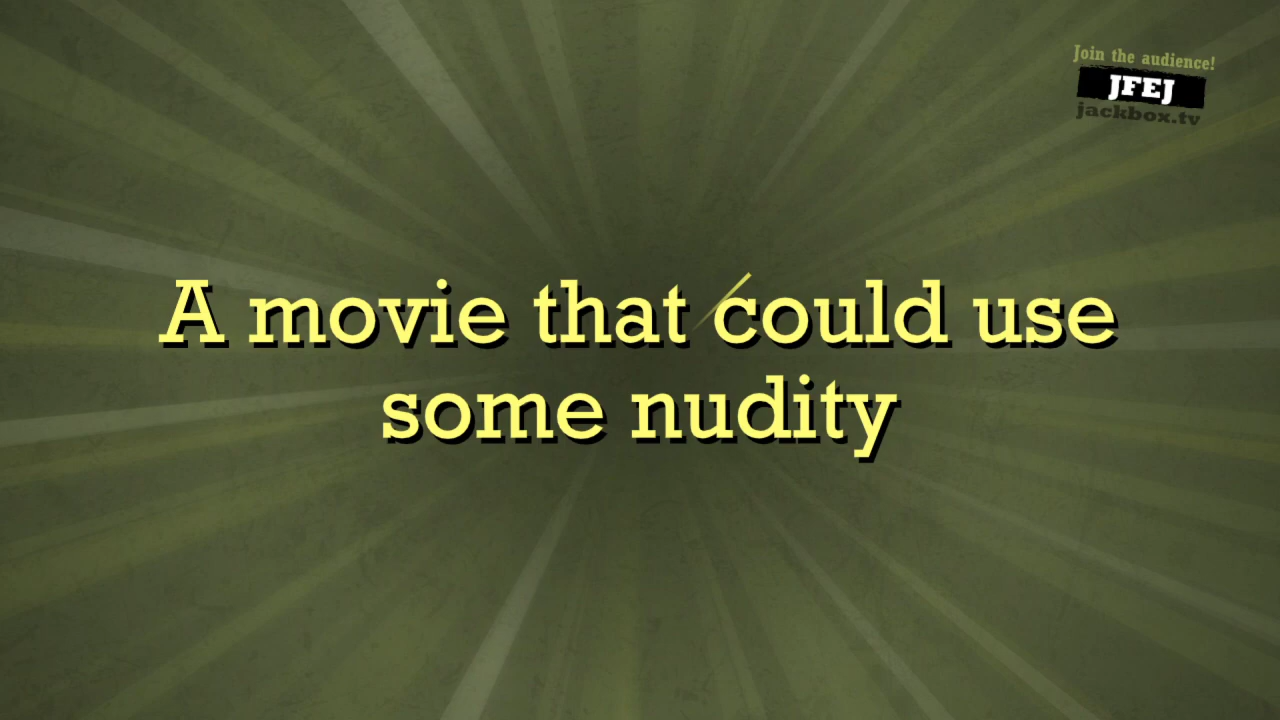 Join the audience!
JFEJ
jackbox.tv
A movie that could use
some nudity